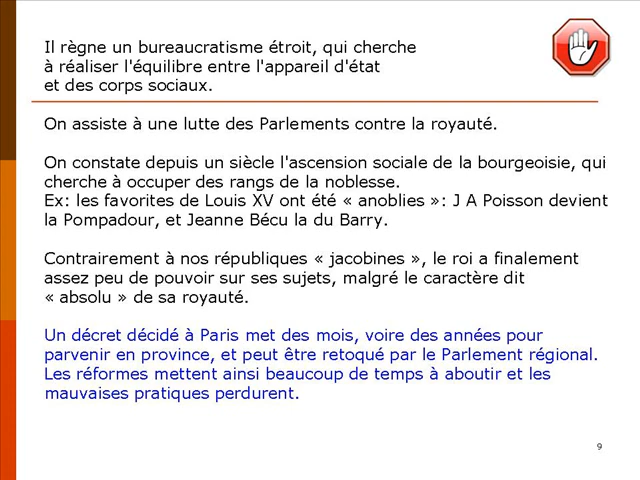 Il règne un bureaucratisme étroit, qui cherche
à réaliser l'équilibre entre l'appareil d'état
et des corps sociaux.
On assiste à une lutte des Parlements contre la royauté.
On constate depuis un siècle l'ascension sociale de la bourgeoisie, qui
cherche à occuper des rangs de la noblesse.
Ex: les favorites de Louis XV ont été « anoblies »: J A Poisson devient
la Pompadour, et Jeanne Bécu la du Barry.
Contrairement à nos républiques « jacobines », le roi a finalement
assez peu de pouvoir sur ses sujets, malgré le caractère dit
« absolu » de sa royauté.
Un décret décidé à Paris met des mois, voire des années pour
parvenir en province, et peut être retoqué par le Parlement régional.
Les réformes mettent ainsi beaucoup de temps à aboutir et les
mauvaises pratiques perdurent.
9